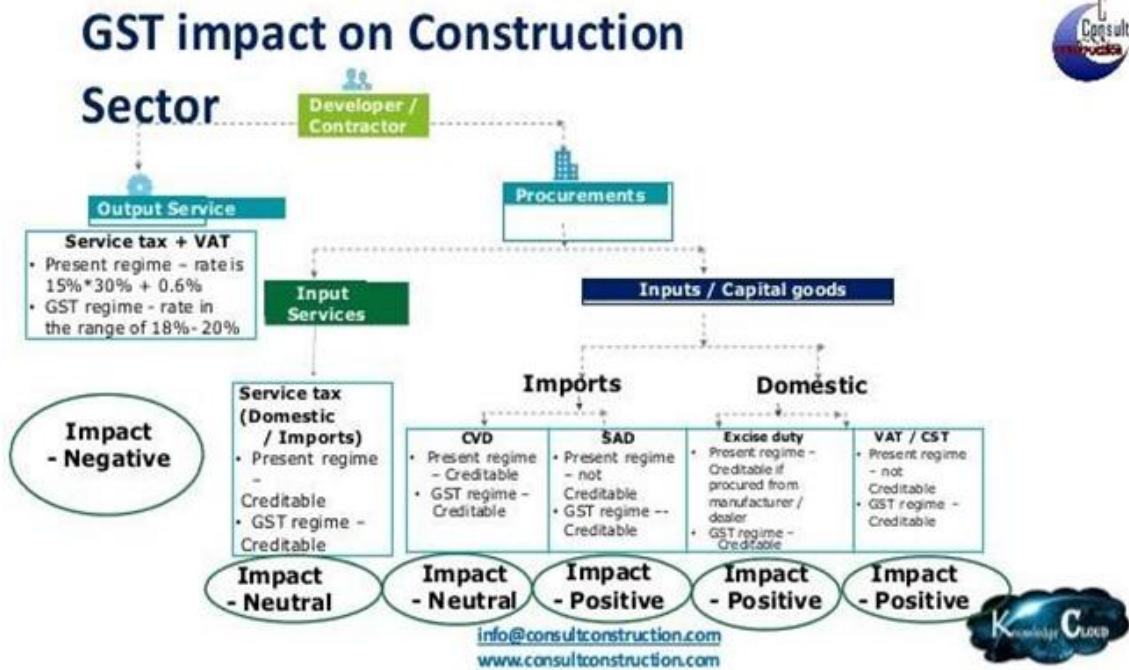 GST impact on Construction
Sector
Consult
construction
Developer /
Contractor
Output Service
Procurements
Service tax + VAT
• Present regime – rate is
15%*30% + 0.6%
• GST regime - rate in
the range of 18%- 20%
Input
Services
Inputs / Capital goods
Imports
Domestic
Impact
- Negative
Service tax
(Domestic
/ Imports)
• Present regime
–
Creditable
• GST regime –
Creditable
CVD
• Present regime
– Creditable
• GST regime –
Creditable
SAD
• Present regime
– not
Creditable
• GST regime --
Creditable
Excise duty
• Present regime –
Creditable if
procured from
manufacturer /
dealer
• GST regime –
Creditable
VAT / CST
• Present regime
– not
Creditable
• GST regime –
Creditable
Impact
- Neutral
Impact
- Neutral
Impact
- Positive
Impact
- Positive
Impact
- Positive
info@consultconstruction.com
www.consultconstruction.com
Knowledge Cloud